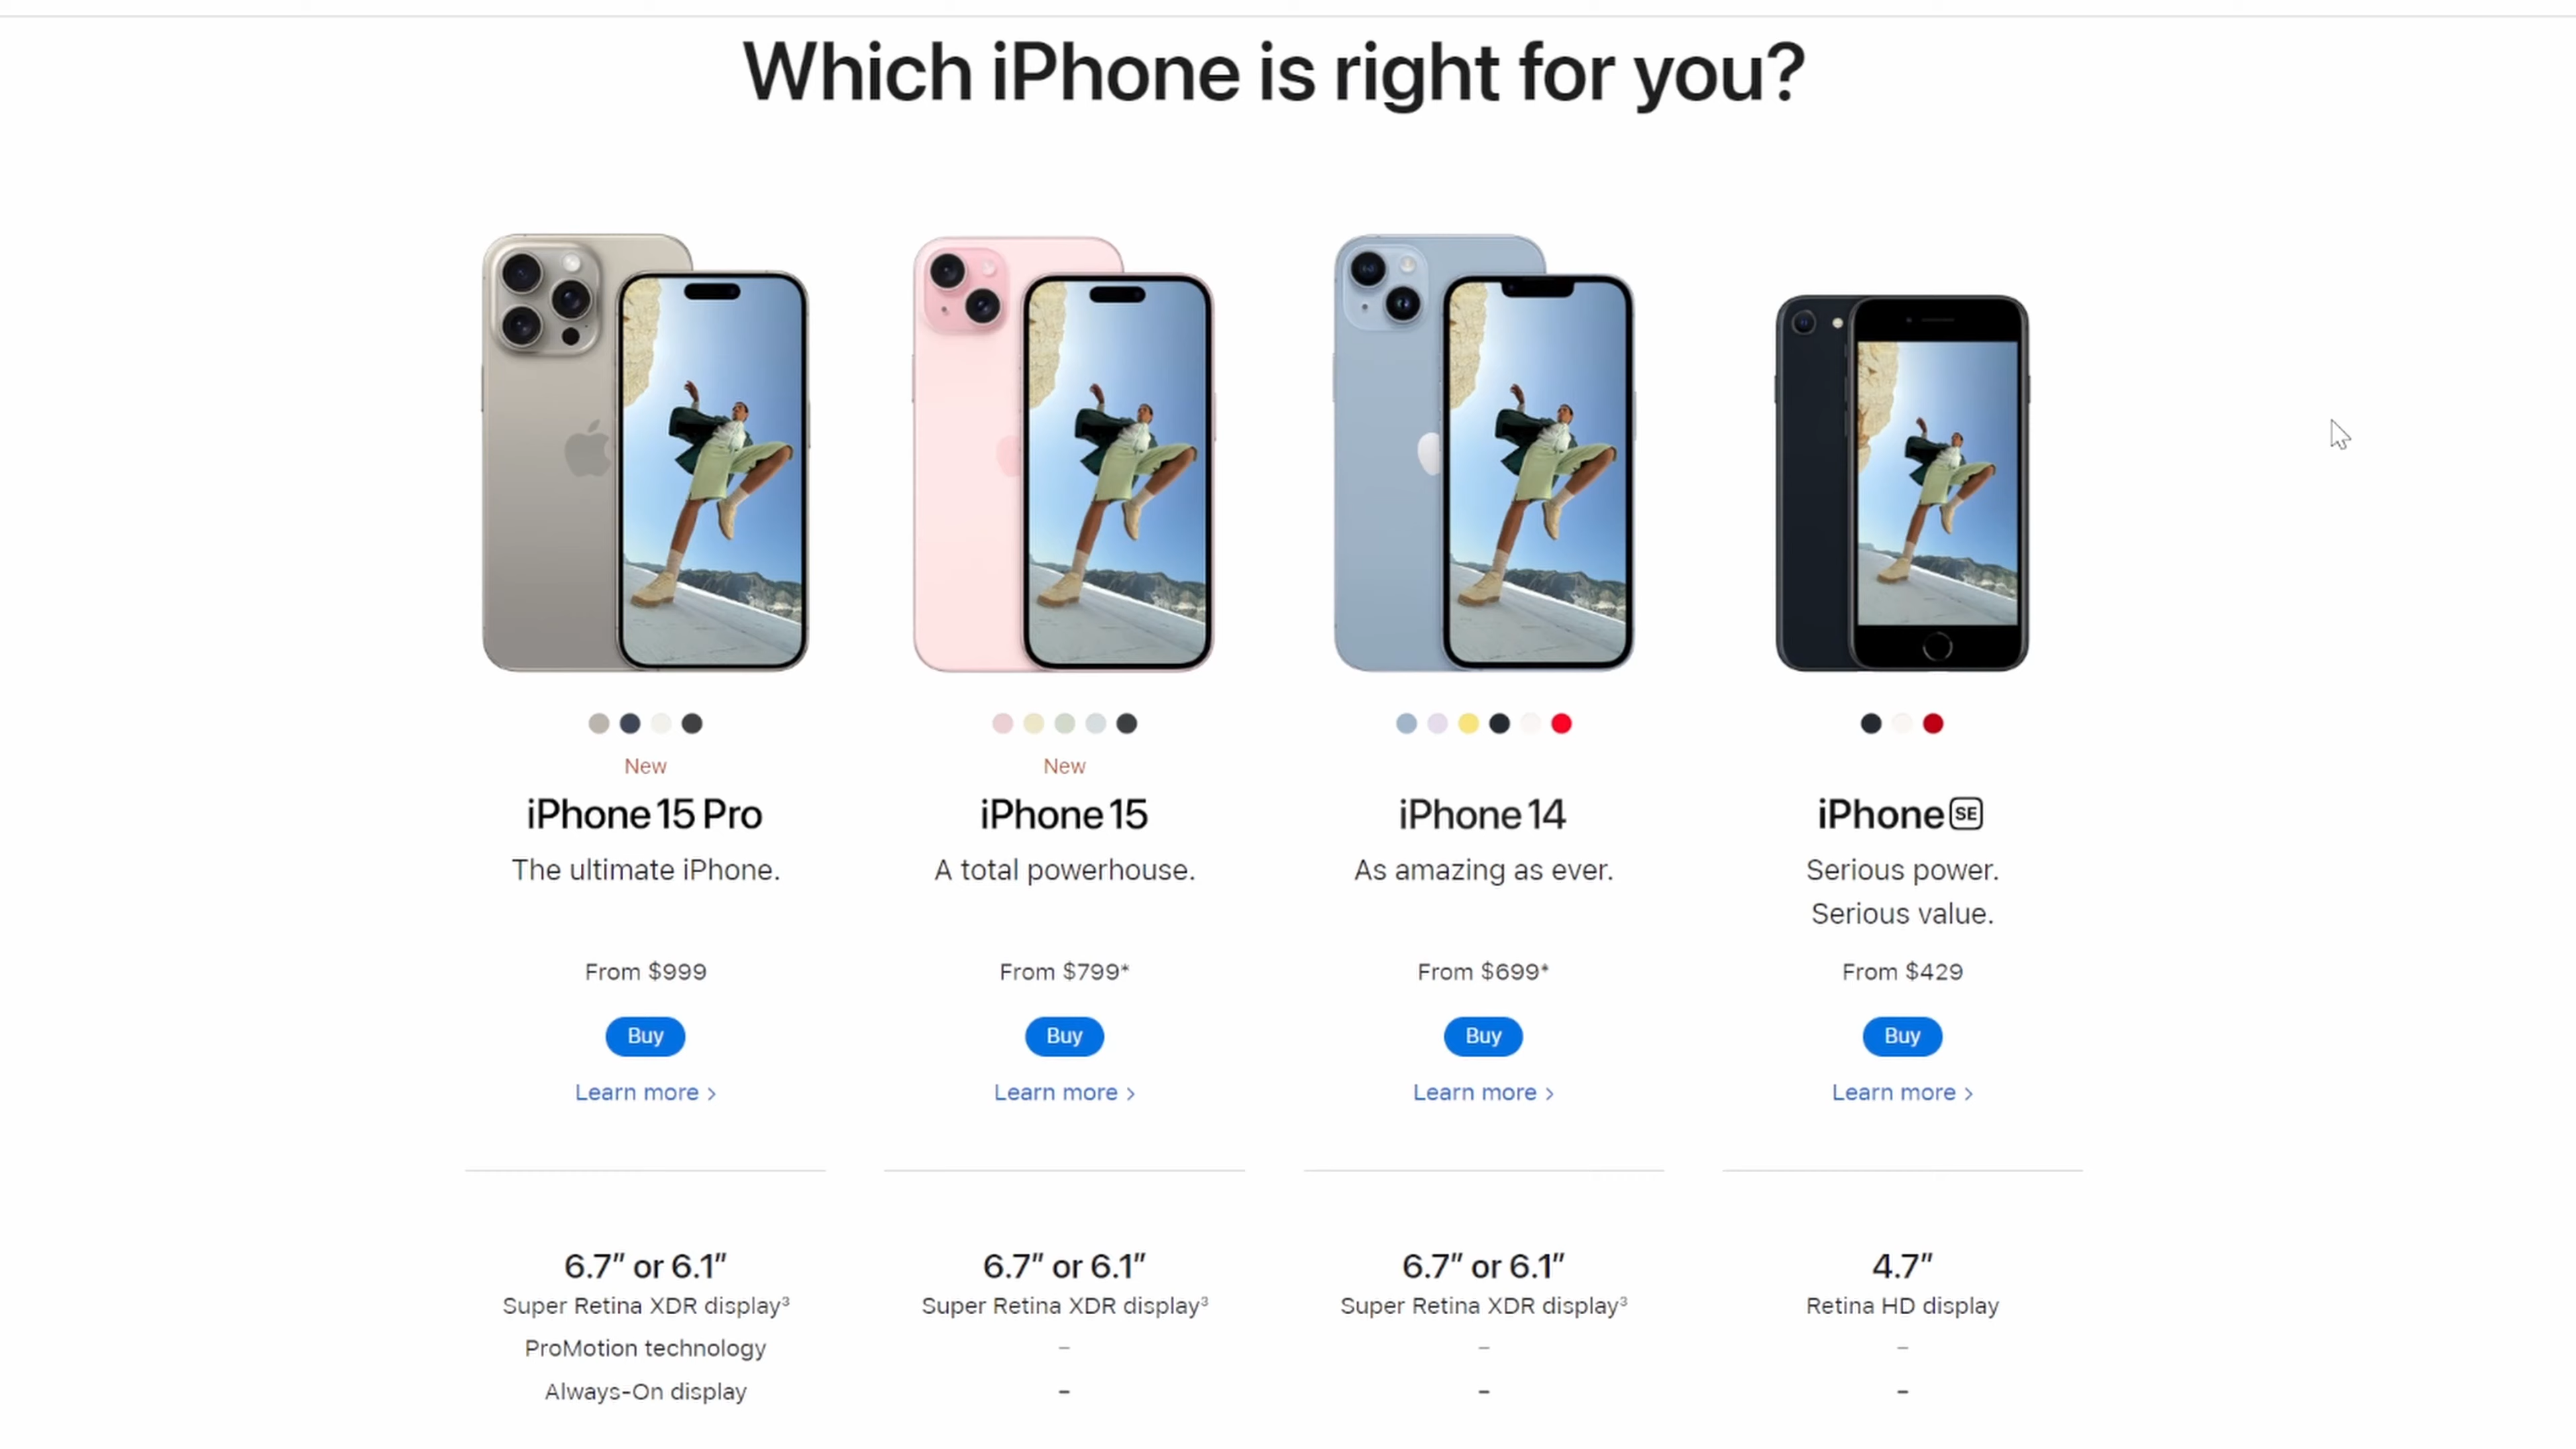 Which iPhone is right for you?
New
iPhone 15 Pro
The ultimate iPhone.
From $999
Buy
Learn more >
6.7″ or 6.1″
Super Retina XDR display³
ProMotion technology
Always-On display
New
iPhone 15
A total powerhouse.
From $799*
Buy
Learn more >
6.7″ or 6.1″
Super Retina XDR display³
–
–
iPhone 14
As amazing as ever.
From $699*
Buy
Learn more >
6.7″ or 6.1″
Super Retina XDR display³
–
–
iPhone SE
Serious power.
Serious value.
From $429
Buy
Learn more >
4.7″
Retina HD display
–
–